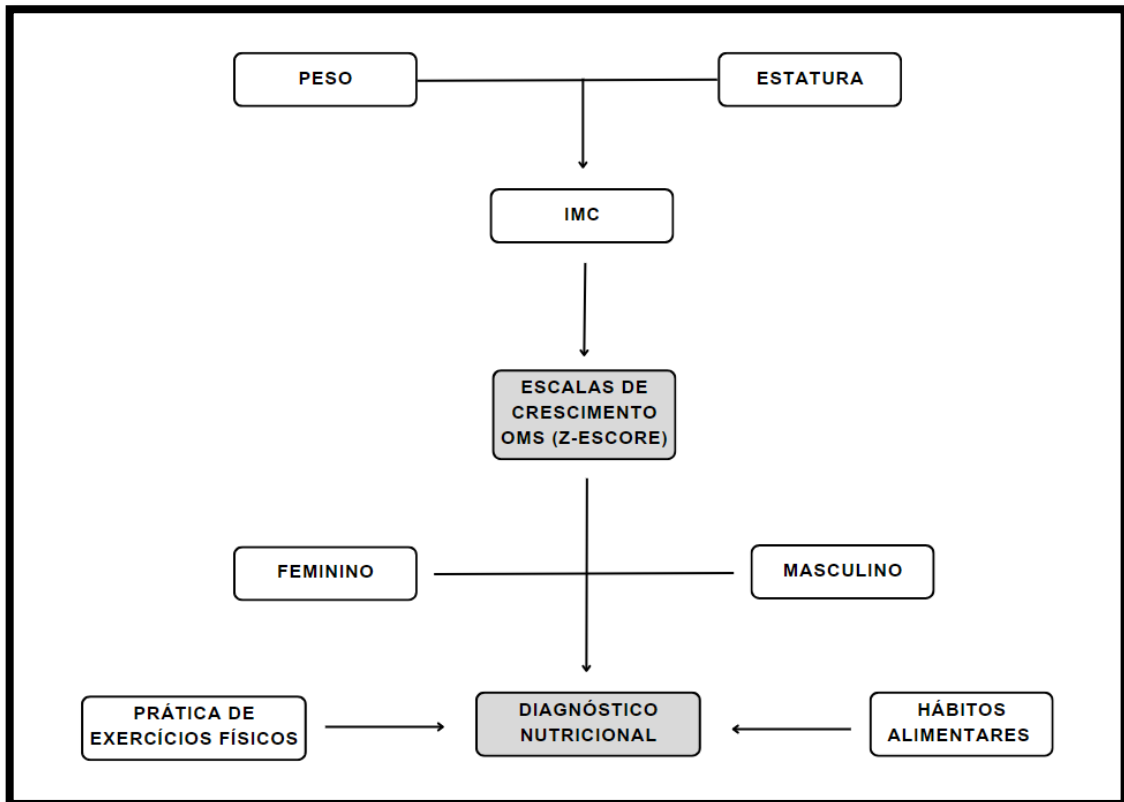 PESO
ESTATURA
IMC
ESCALAS DE
CRESCIMENTO
OMS (Z-ESCORE)
FEMININO
MASCULINO
PRÁTICA DE
EXERCÍCIOS FÍSICOS
DIAGNÓSTICO
NUTRICIONAL
HÁBITOS
ALIMENTARES